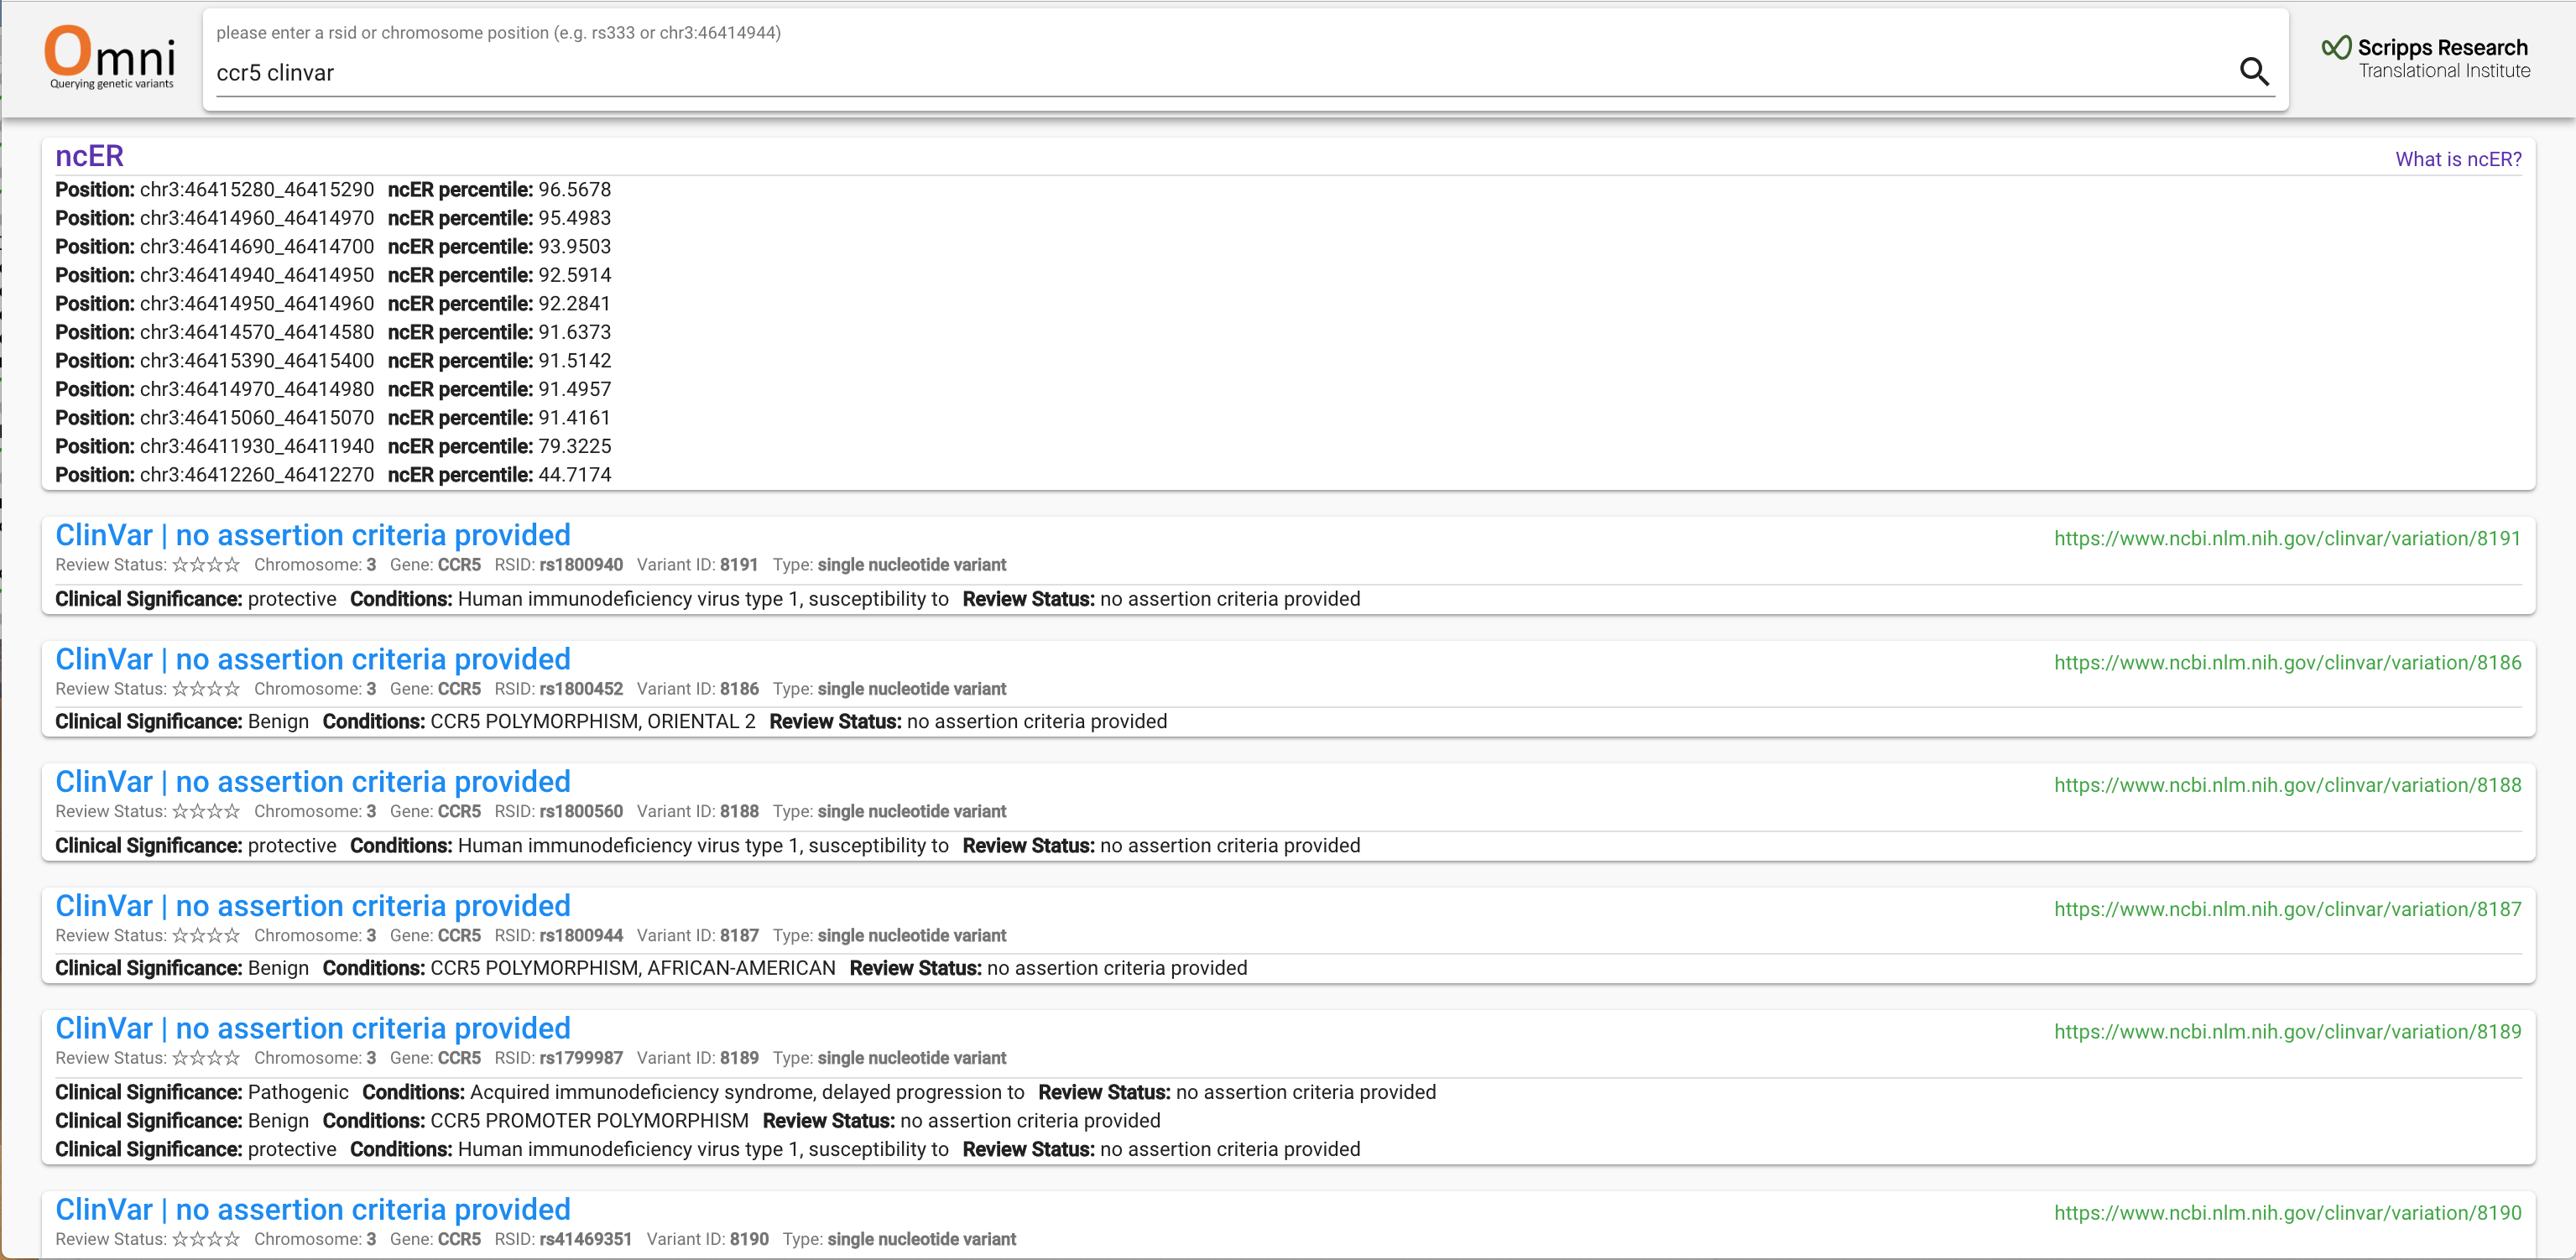 Omni
Querying genetic variants
please enter a rsid or chromosome position (e.g. rs333 or chr3:46414944)
ccr5 clinvar
Scripps Research
Translational Institute
ncER What is ncER?
Position: chr3:46415280_46415290 ncER percentile: 96.5678
Position: chr3:46414960_46414970 ncER percentile: 95.4983
Position: chr3:46414690_46414700 ncER percentile: 93.9503
Position: chr3:46414940_46414950 ncER percentile: 92.5914
Position: chr3:46414950_46414960 ncER percentile: 92.2841
Position: chr3:46414570_46414580 ncER percentile: 91.6373
Position: chr3:46415390_46415400 ncER percentile: 91.5142
Position: chr3:46414970_46414980 ncER percentile: 91.4957
Position: chr3:46415060_46415070 ncER percentile: 91.4161
Position: chr3:46411930_46411940 ncER percentile: 79.3225
Position: chr3:46412260_46412270 ncER percentile: 44.7174
ClinVar | no assertion criteria provided https://www.ncbi.nlm.nih.gov/clinvar/variation/8191
Review Status: ☆☆☆☆ Chromosome: 3 Gene: CCR5 RSID: rs1800940 Variant ID: 8191 Type: single nucleotide variant
Clinical Significance: protective Conditions: Human immunodeficiency virus type 1, susceptibility to Review Status: no assertion criteria provided
ClinVar | no assertion criteria provided https://www.ncbi.nlm.nih.gov/clinvar/variation/8186
Review Status: ☆☆☆☆ Chromosome: 3 Gene: CCR5 RSID: rs1800452 Variant ID: 8186 Type: single nucleotide variant
Clinical Significance: Benign Conditions: CCR5 POLYMORPHISM, ORIENTAL 2 Review Status: no assertion criteria provided
ClinVar | no assertion criteria provided https://www.ncbi.nlm.nih.gov/clinvar/variation/8188
Review Status: ☆☆☆☆ Chromosome: 3 Gene: CCR5 RSID: rs1800560 Variant ID: 8188 Type: single nucleotide variant
Clinical Significance: protective Conditions: Human immunodeficiency virus type 1, susceptibility to Review Status: no assertion criteria provided
ClinVar | no assertion criteria provided https://www.ncbi.nlm.nih.gov/clinvar/variation/8187
Review Status: ☆☆☆☆ Chromosome: 3 Gene: CCR5 RSID: rs1800944 Variant ID: 8187 Type: single nucleotide variant
Clinical Significance: Benign Conditions: CCR5 POLYMORPHISM, AFRICAN-AMERICAN Review Status: no assertion criteria provided
ClinVar | no assertion criteria provided https://www.ncbi.nlm.nih.gov/clinvar/variation/8189
Review Status: ☆☆☆☆ Chromosome: 3 Gene: CCR5 RSID: rs1799987 Variant ID: 8189 Type: single nucleotide variant
Clinical Significance: Pathogenic Conditions: Acquired immunodeficiency syndrome, delayed progression to Review Status: no assertion criteria provided
Clinical Significance: Benign Conditions: CCR5 PROMOTER POLYMORPHISM Review Status: no assertion criteria provided
Clinical Significance: protective Conditions: Human immunodeficiency virus type 1, susceptibility to Review Status: no assertion criteria provided
ClinVar | no assertion criteria provided https://www.ncbi.nlm.nih.gov/clinvar/variation/8190
Review Status: ☆☆☆☆ Chromosome: 3 Gene: CCR5 RSID: rs41469351 Variant ID: 8190 Type: single nucleotide variant